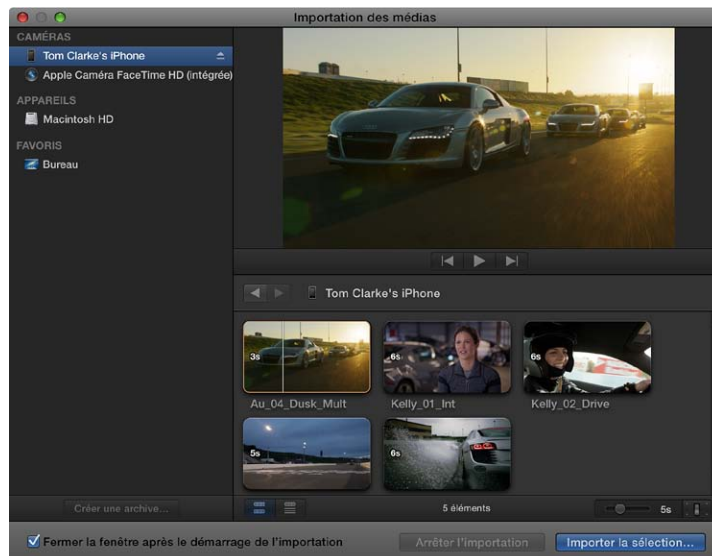 Importation des médias
CAMÉRAS
Tom Clarke's iPhone
Apple Caméra FaceTime HD (intégrée)
APPAREILS
Macintosh HD
FAVORIS
Bureau
Tom Clarke's iPhone
3s
6s
6s
Au_04_Dusk_Mult
Kelly_01_Int
Kelly_02_Drive
5s
6s
Créer une archive...
5 éléments
5s
Fermer la fenêtre après le démarrage de l'importation
Arrêter l'importation
Importer la sélection...